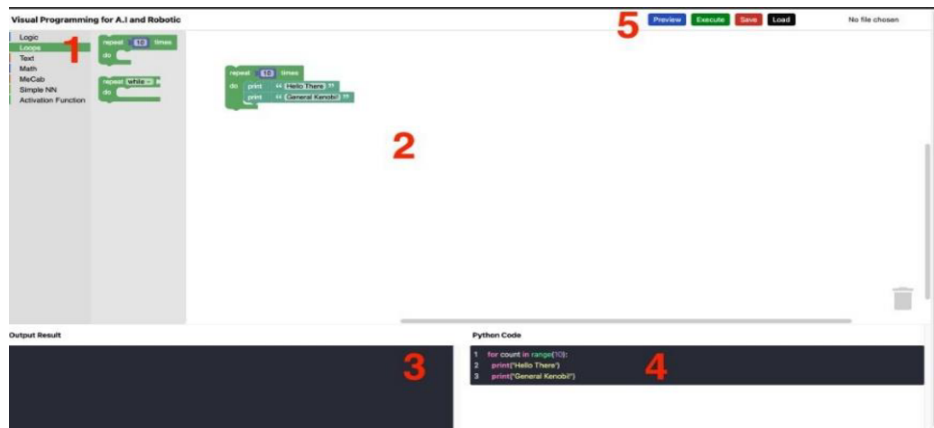 Visual Programming for A.I and Robotic
5
Preview
Execute
Save
Load
No file chosen
Logic
Loops
Text
Math
MeCab
Simple NN
Activation Function
1
repeat 10 times
do
repeat while
do
repeat 10 times
do print “ Hello There ”
print “ General Kenobi! ”
2
Output Result
3
Python Code
1 for count in range(10):
2 print('Hello There')
3 print('General Kenobi!')
4